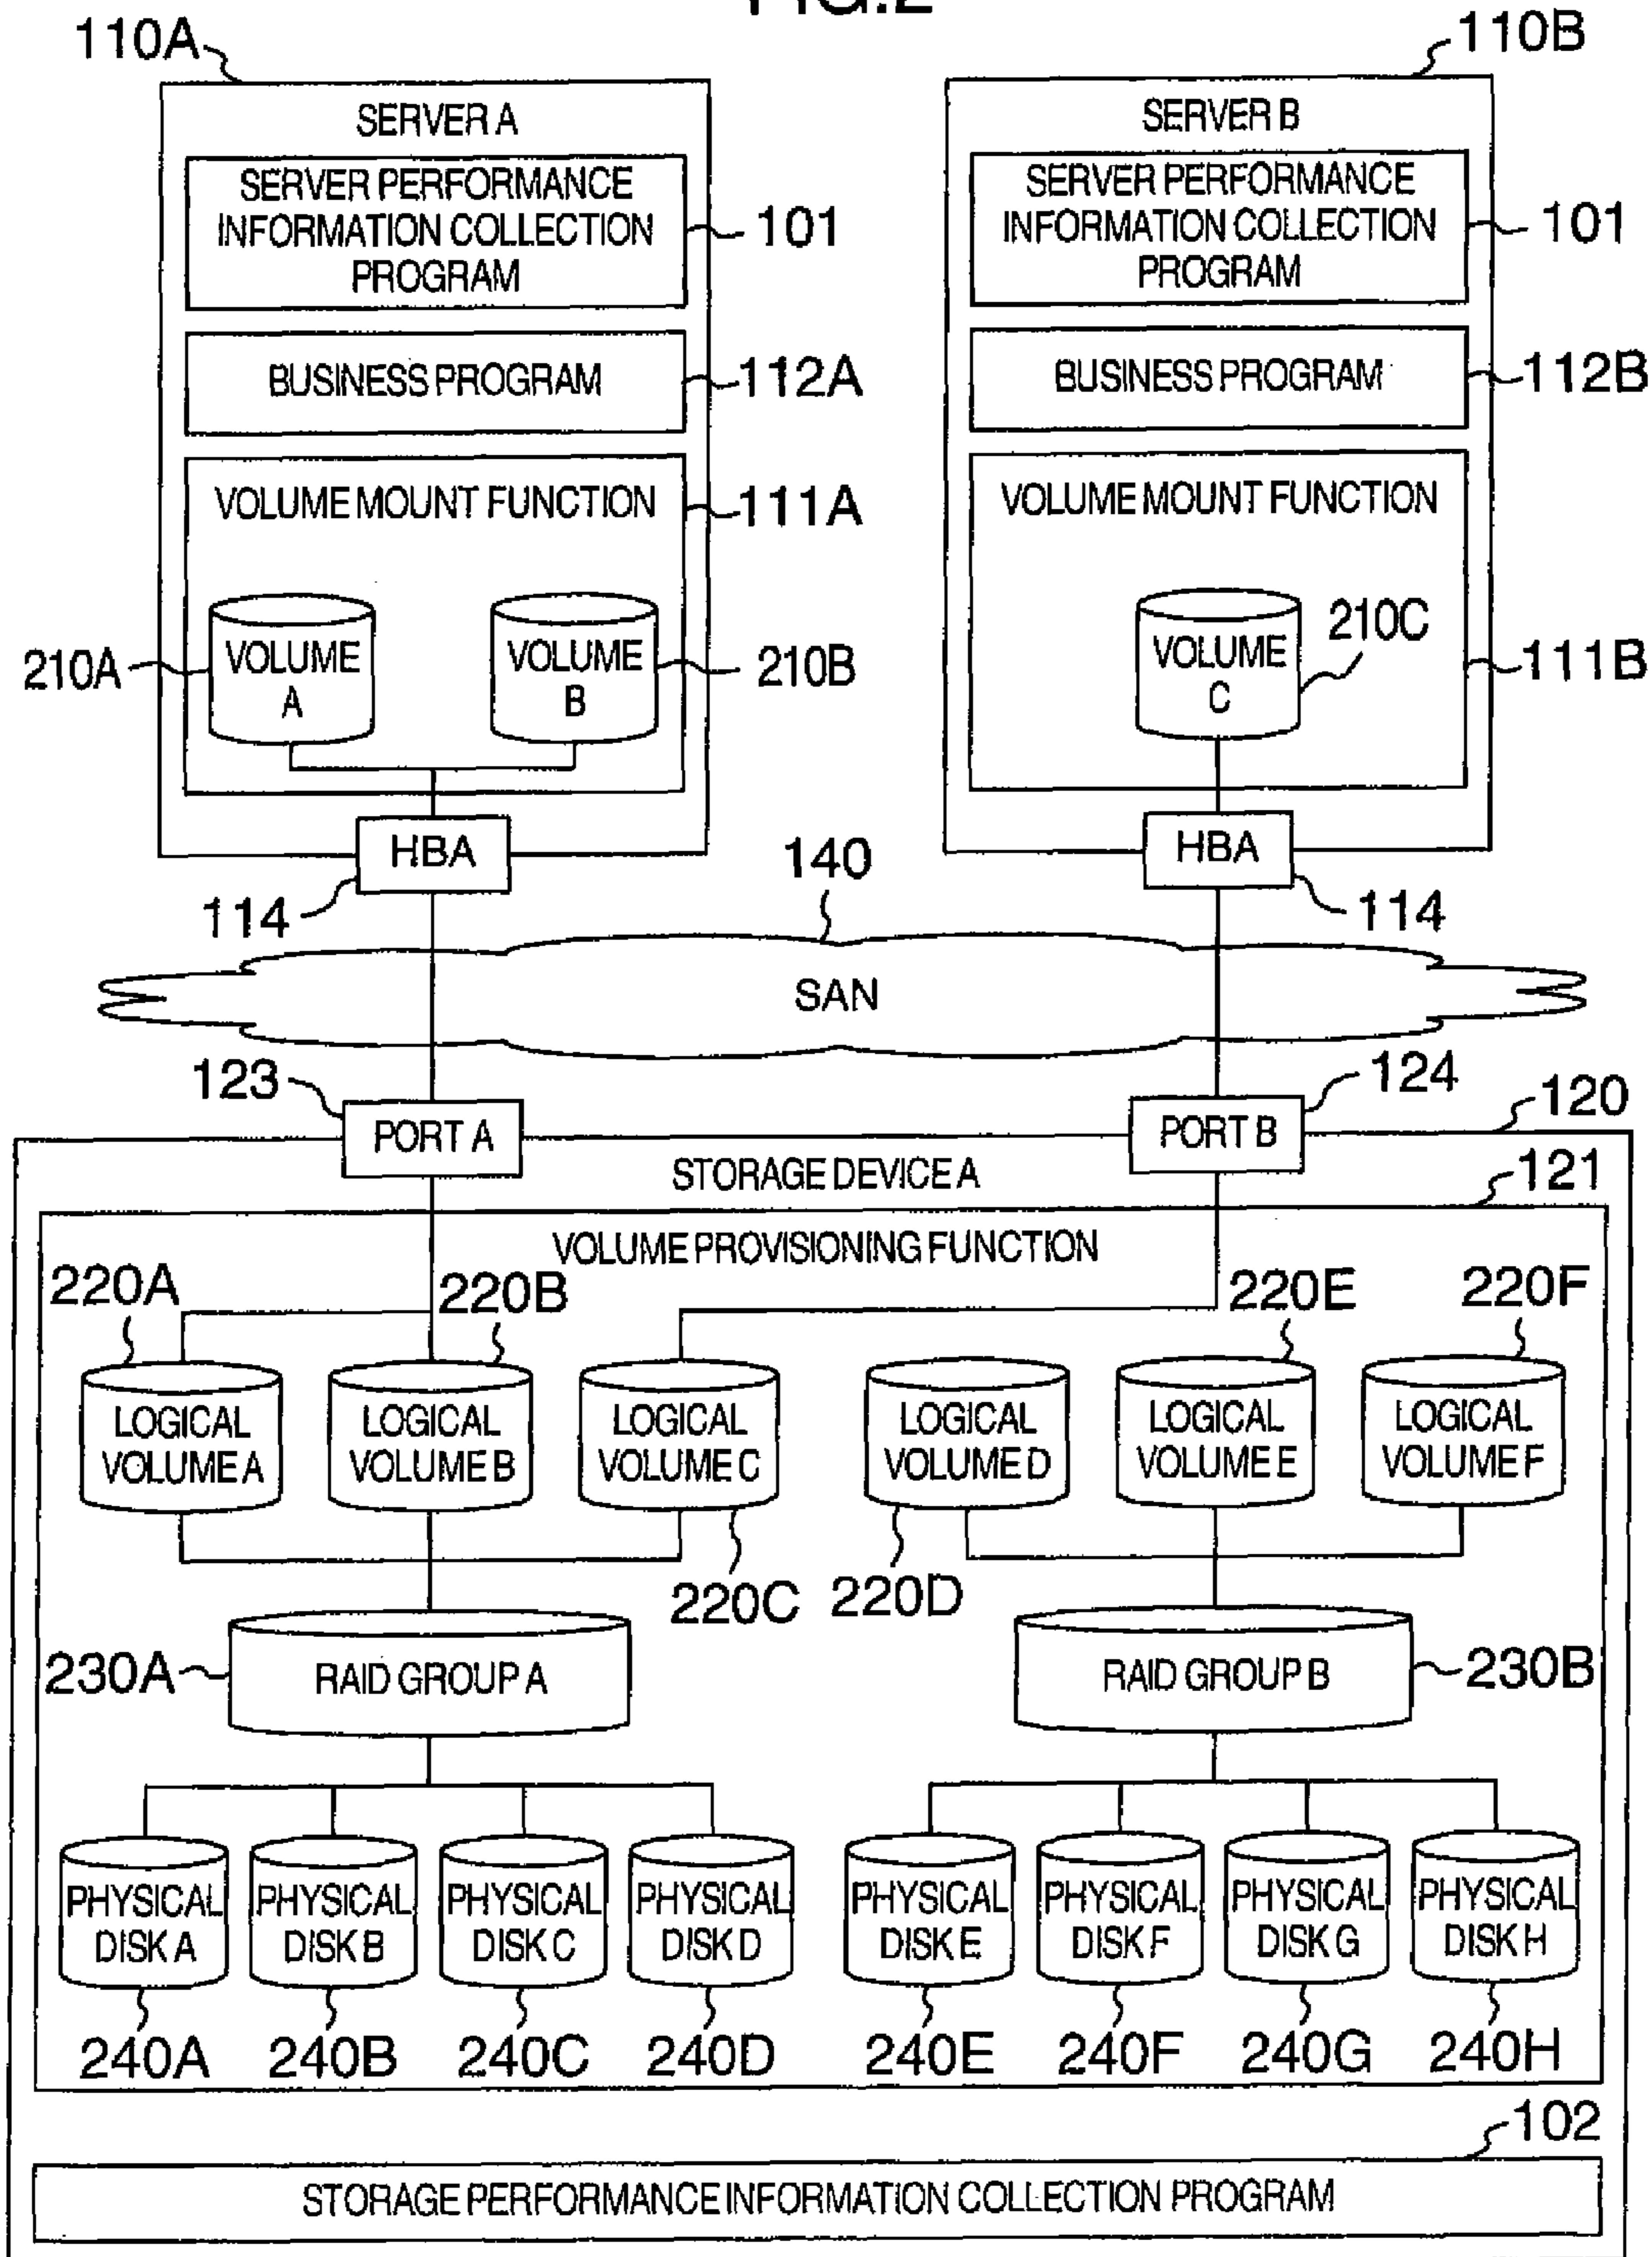 FIG.2
110A
110B
SERVER A
SERVER B
SERVER PERFORMANCE
INFORMATION COLLECTION
PROGRAM
101
SERVER PERFORMANCE
INFORMATION COLLECTION
PROGRAM
101
BUSINESS PROGRAM
112A
BUSINESS PROGRAM
112B
VOLUME MOUNT FUNCTION
111A
VOLUME MOUNT FUNCTION
111B
210A
VOLUME
A
VOLUME
B
210B
VOLUME
C
210C
HBA
114
HBA
114
140
SAN
123
PORT A
124
PORT B
120
STORAGE DEVICE A
121
VOLUME PROVISIONING FUNCTION
220A
220B
220E
220F
LOGICAL
VOLUME A
LOGICAL
VOLUME B
LOGICAL
VOLUME C
LOGICAL
VOLUME D
LOGICAL
VOLUME E
LOGICAL
VOLUME F
220C
220D
230A
RAID GROUP A
RAID GROUP B
230B
PHYSICAL
DISK A
PHYSICAL
DISK B
PHYSICAL
DISK C
PHYSICAL
DISK D
PHYSICAL
DISK E
PHYSICAL
DISK F
PHYSICAL
DISK G
PHYSICAL
DISK H
240A
240B
240C
240D
240E
240F
240G
240H
102
STORAGE PERFORMANCE INFORMATION COLLECTION PROGRAM